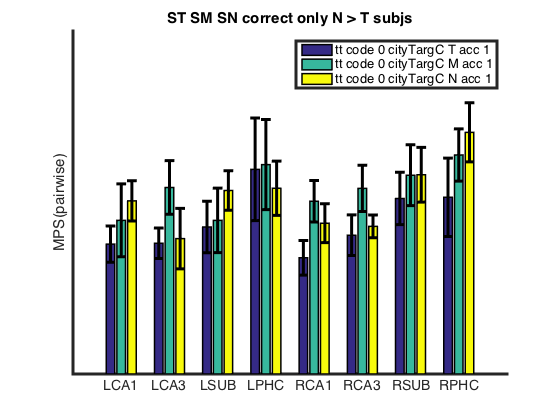 ST SM SN correct only N > T subjs
tt code 0 cityTargC T acc 1
tt code 0 cityTargC M acc 1
tt code 0 cityTargC N acc 1
MPS(pairwise)
LCA1 LCA3 LSUB LPHC RCA1 RCA3 RSUB RPHC